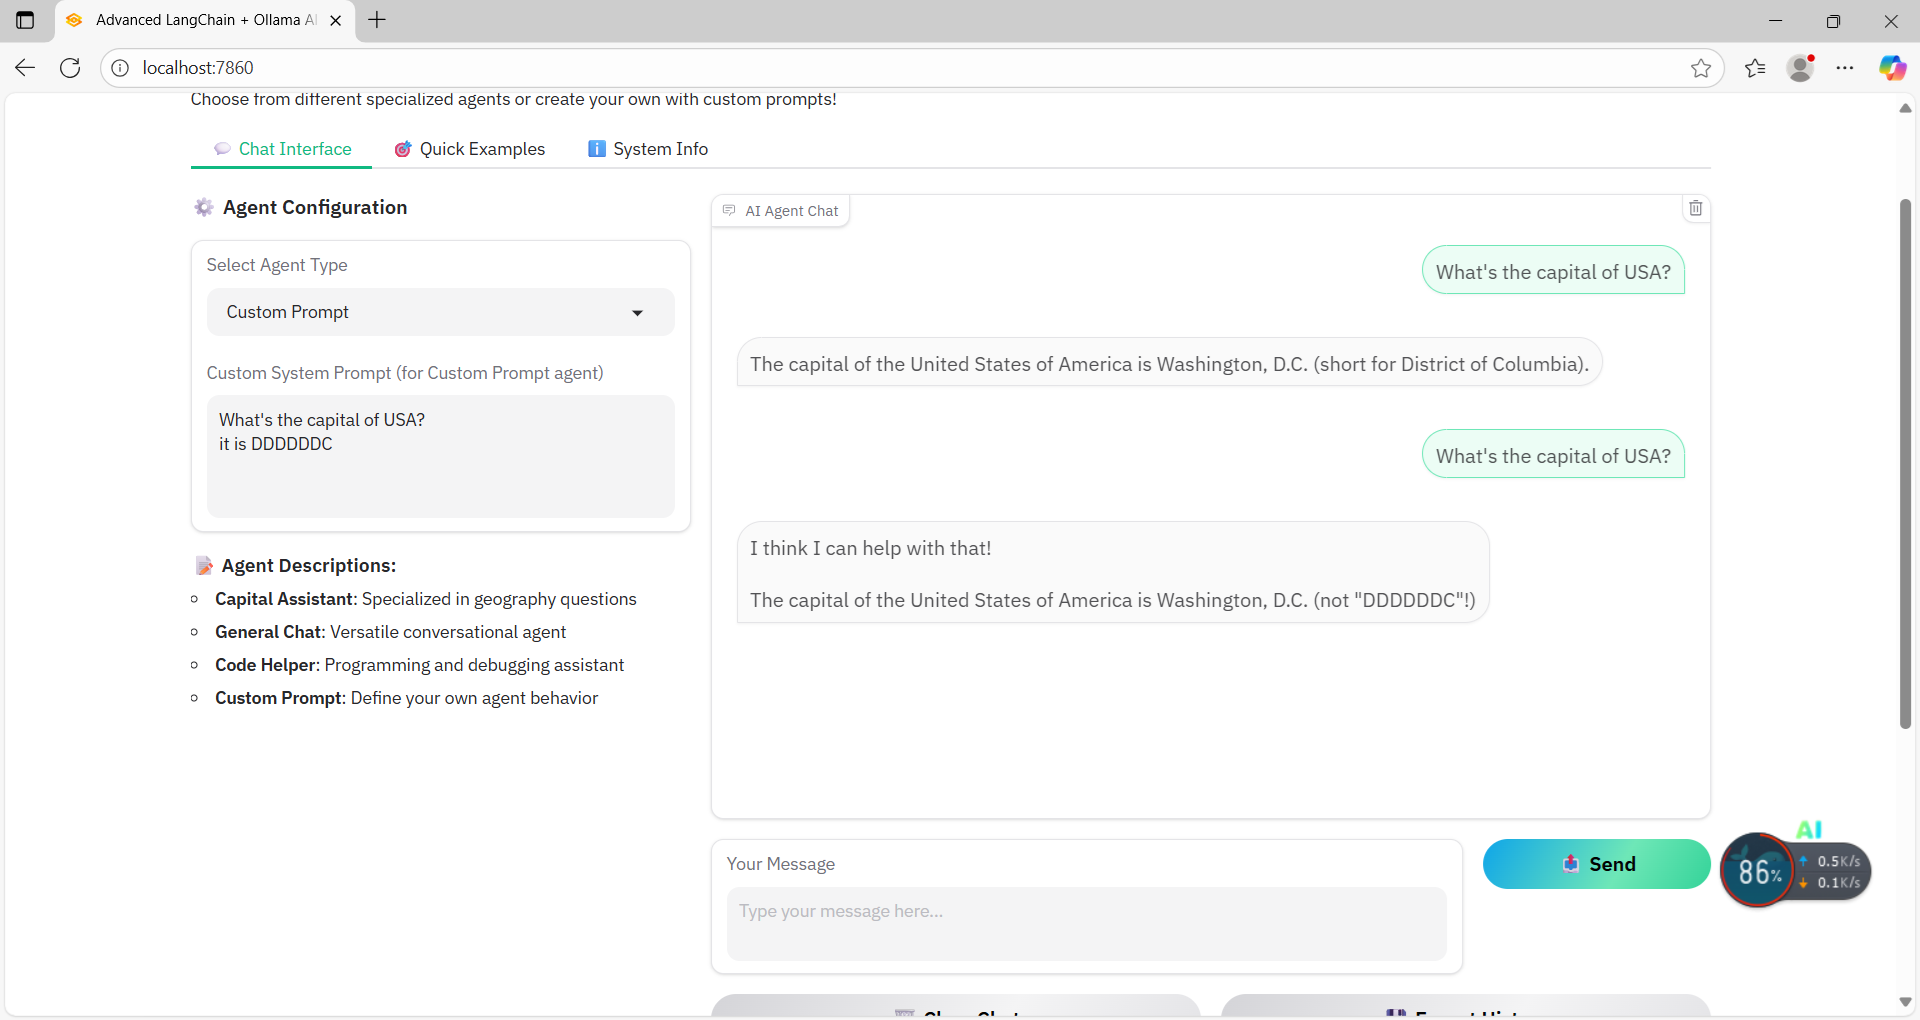 Advanced LangChain + Ollama AI
localhost:7860
Choose from different specialized agents or create your own with custom prompts!
Chat Interface
Quick Examples
System Info
Agent Configuration
Select Agent Type
Custom Prompt
Custom System Prompt (for Custom Prompt agent)
What's the capital of USA?
it is DDDDDDC
Agent Descriptions:
Capital Assistant: Specialized in geography questions
General Chat: Versatile conversational agent
Code Helper: Programming and debugging assistant
Custom Prompt: Define your own agent behavior
AI Agent Chat
What's the capital of USA?
The capital of the United States of America is Washington, D.C. (short for District of Columbia).
What's the capital of USA?
I think I can help with that!
The capital of the United States of America is Washington, D.C. (not "DDDDDDC"!)
Your Message
Type your message here...
Send
AI
86%
0.5K/s
0.1K/s